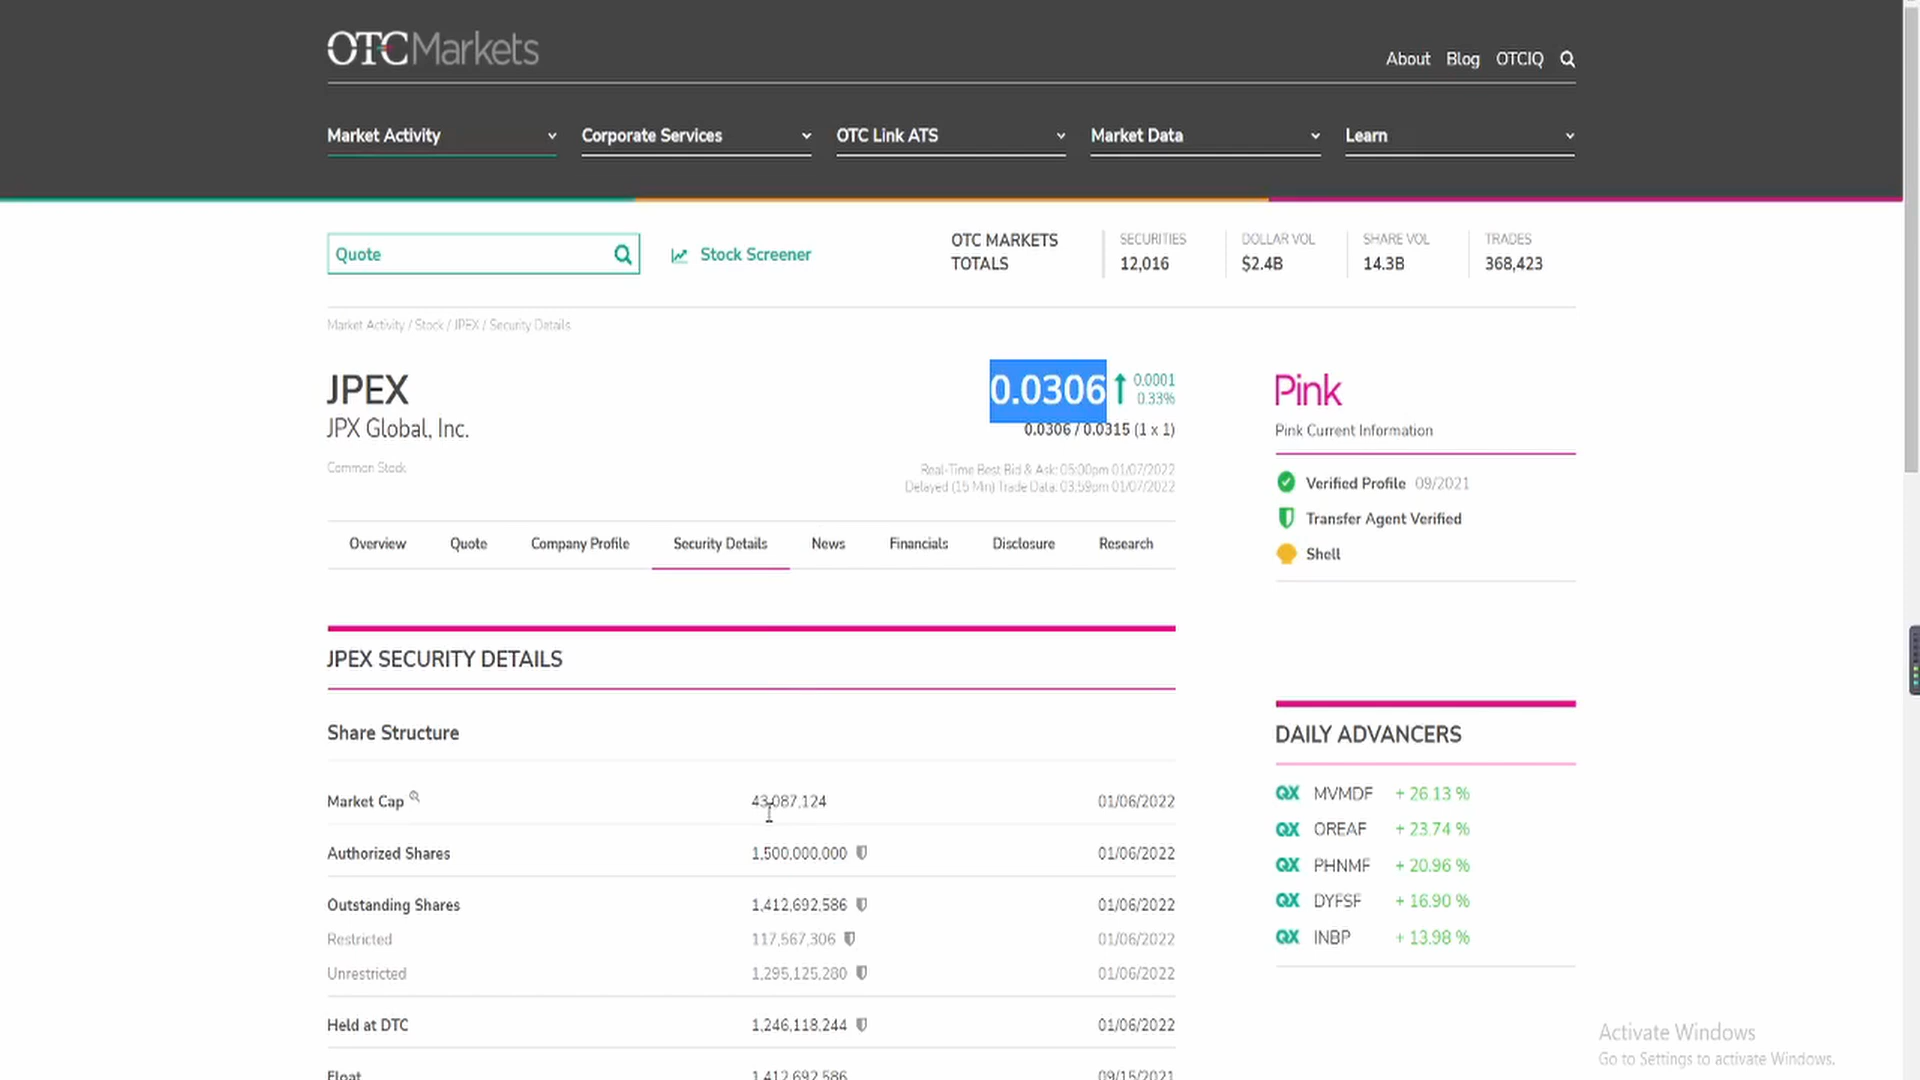 OTC Markets
About Blog OTCIQ
Market Activity Corporate Services OTC Link ATS Market Data Learn
Quote
Stock Screener
OTC MARKETS
TOTALS
SECURITIES
12,016
DOLLAR VOL
$2.4B
SHARE VOL
14.3B
TRADES
368,423
Market Activity / Stock / JPEX / Security Details
JPEX
JPX Global, Inc.
Common Stock
0.0306
0.0001
0.33%
0.0306 / 0.0315 (1 x 1)
Real-Time Best Bid & Ask: 05:00pm 01/07/2022
Delayed (15 Min) Trade Data: 03:59pm 01/07/2022
Pink
Pink Current Information
Verified Profile 09/2021
Transfer Agent Verified
Shell
Overview Quote Company Profile Security Details News Financials Disclosure Research
JPEX SECURITY DETAILS
Share Structure
Market Cap 43,087,124 01/06/2022
Authorized Shares 1,500,000,000 01/06/2022
Outstanding Shares 1,412,692,586 01/06/2022
Restricted 117,567,306 01/06/2022
Unrestricted 1,295,125,280 01/06/2022
Held at DTC 1,246,118,244 01/06/2022
Float 1,412,692,586 09/15/2021
DAILY ADVANCERS
QX MVMDF + 26.13 %
QX OREAF + 23.74 %
QX PHNMF + 20.96 %
QX DYFSF + 16.90 %
QX INBP + 13.98 %
Activate Windows
Go to Settings to activate Windows.